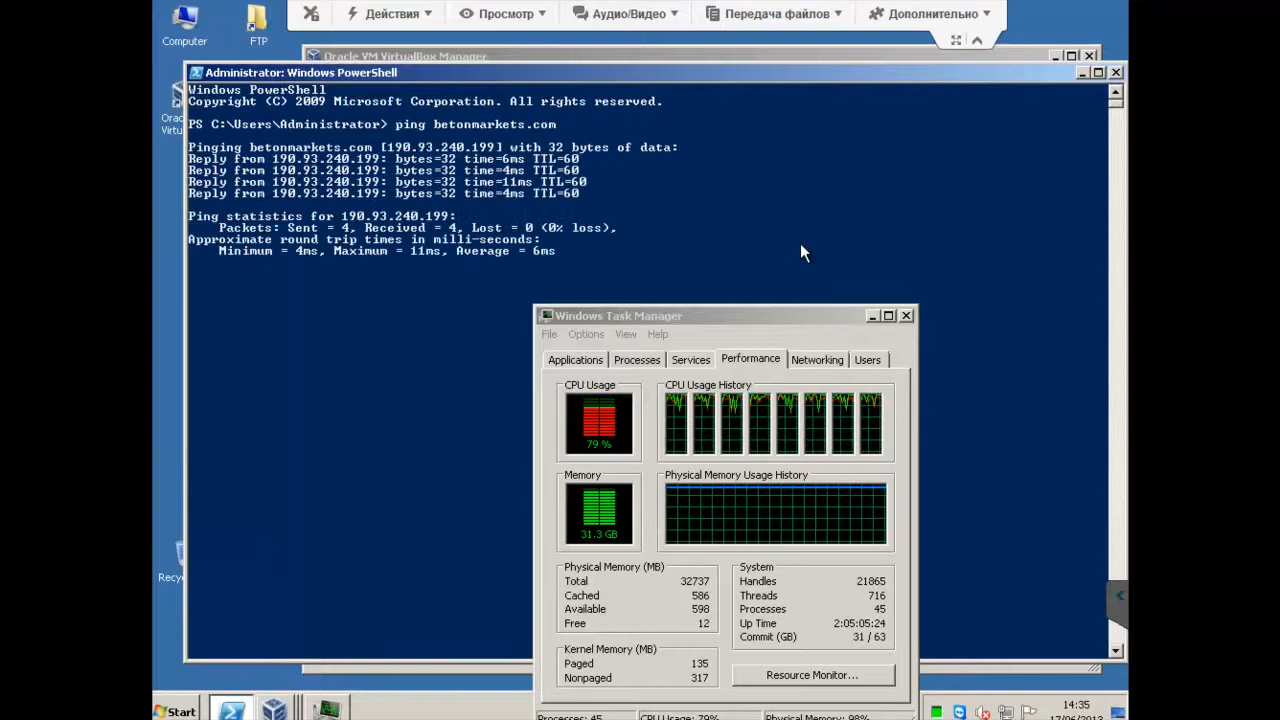 Действия
Просмотр
Аудио/Видео
Передача файлов
Дополнительно
Computer
FTP
Oracle VM VirtualBox Manager
Administrator: Windows PowerShell
Windows PowerShell
Copyright (C) 2009 Microsoft Corporation. All rights reserved.
PS C:\Users\Administrator> ping betonmarkets.com
Pinging betonmarkets.com [190.93.240.199] with 32 bytes of data:
Reply from 190.93.240.199: bytes=32 time=6ms TTL=60
Reply from 190.93.240.199: bytes=32 time=4ms TTL=60
Reply from 190.93.240.199: bytes=32 time=11ms TTL=60
Reply from 190.93.240.199: bytes=32 time=4ms TTL=60
Ping statistics for 190.93.240.199:
Packets: Sent = 4, Received = 4, Lost = 0 (0% loss),
Approximate round trip times in milli-seconds:
Minimum = 4ms, Maximum = 11ms, Average = 6ms
Orac
Virtu
Recyc
Windows Task Manager
File Options View Help
Applications Processes Services Performance Networking Users
CPU Usage
CPU Usage History
79 %
Memory
Physical Memory Usage History
31.3 GB
Physical Memory (MB)
Total 32737
Cached 586
Available 598
Free 12
System
Handles 21865
Threads 716
Processes 45
Up Time 2:05:05:24
Commit (GB) 31 / 63
Kernel Memory (MB)
Paged 135
Nonpaged 317
Resource Monitor...
Processes: 45 CPU Usage: 79% Physical Memory: 98%
Start
14:35
17/06/2013